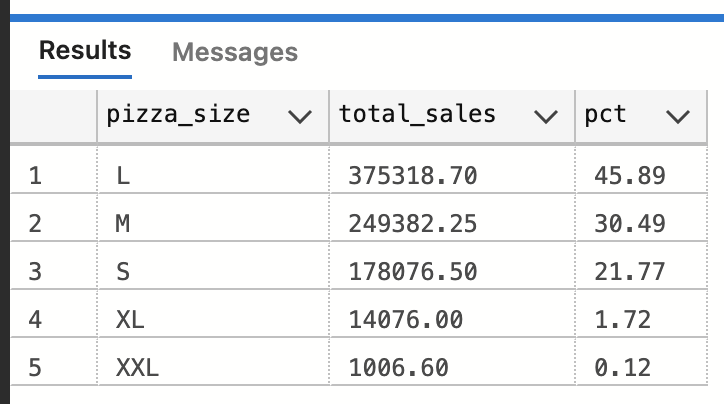 Results Messages
pizza_size total_sales pct
1 L 375318.70 45.89
2 M 249382.25 30.49
3 S 178076.50 21.77
4 XL 14076.00 1.72
5 XXL 1006.60 0.12